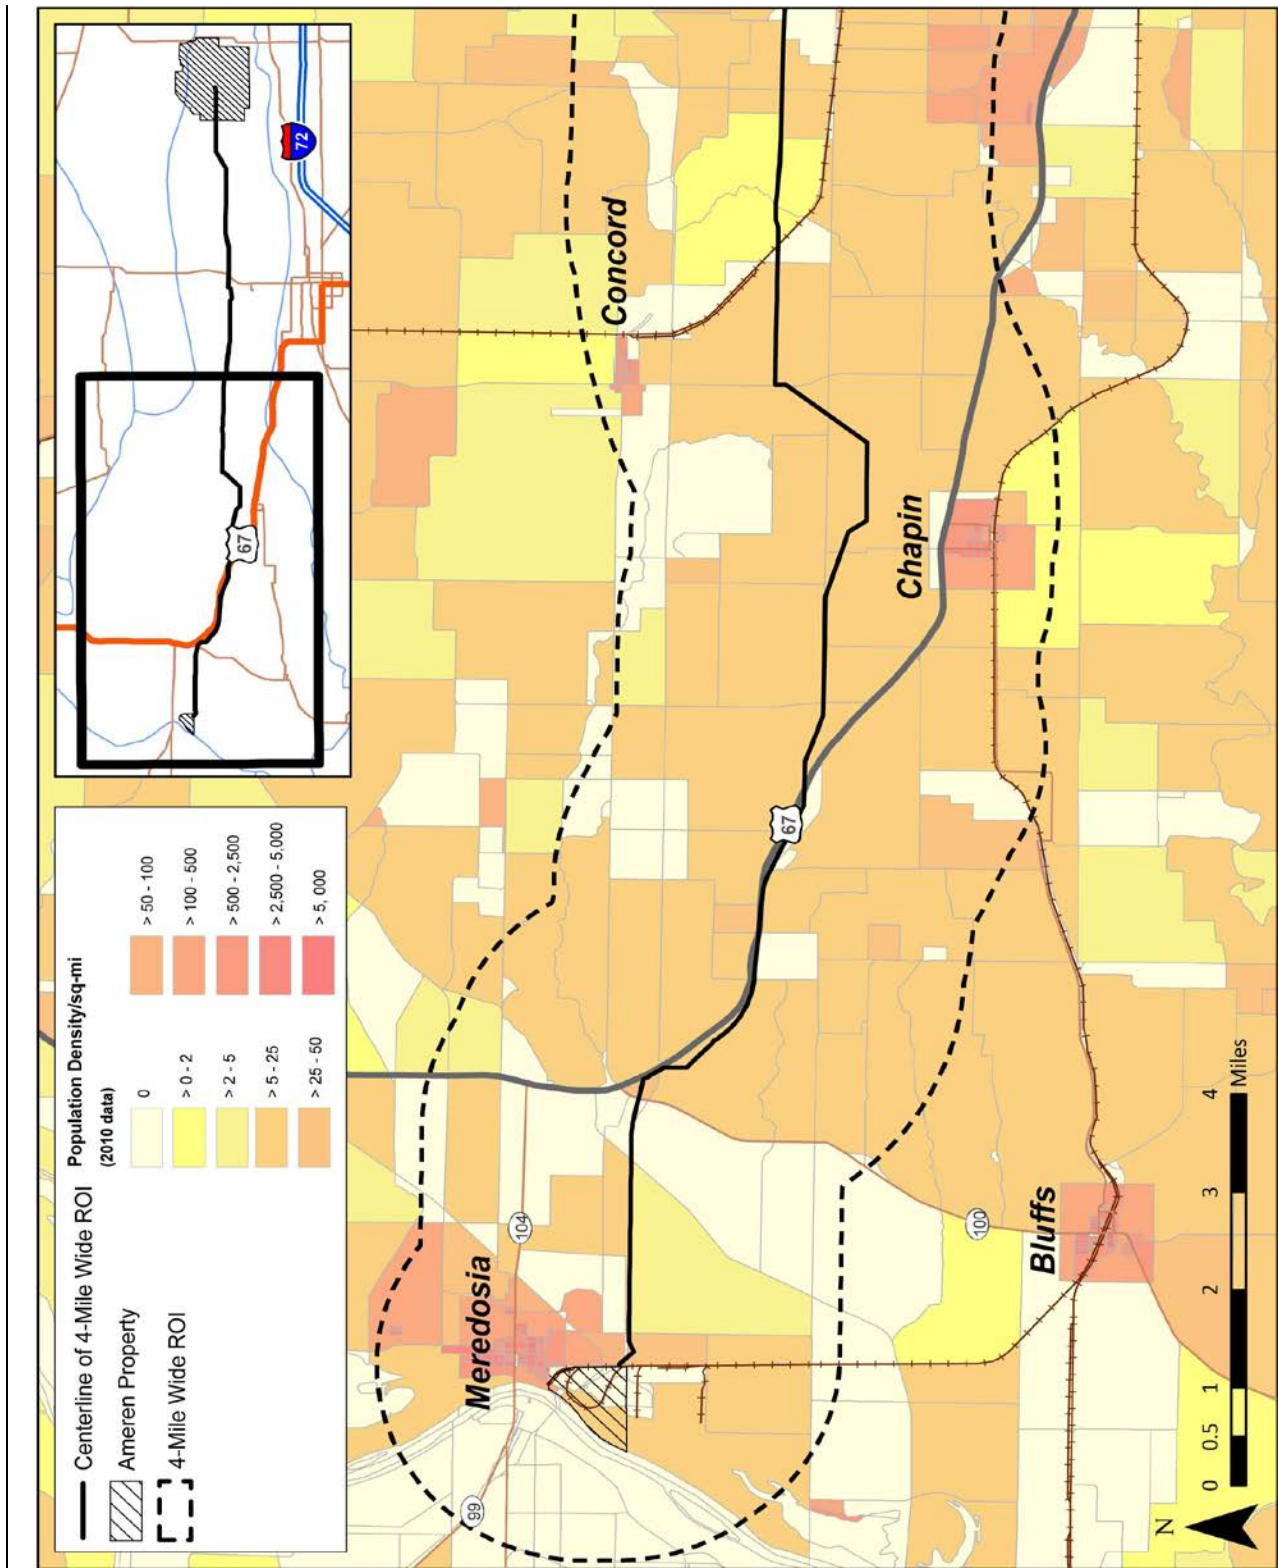 Centerline of 4-Mile Wide ROI
Ameren Property
4-Mile Wide ROI
Population Density/sq-mi
(2010 data)
0
> 0 - 2
> 2 - 5
> 5 - 25
> 25 - 50
> 50 - 100
> 100 - 500
> 500 - 2,500
> 2,500 - 5,000
> 5, 000
67
72
99
Meredosia
104
Concord
67
Chapin
100
Bluffs
N
0 0.5 1 2 3 4
Miles